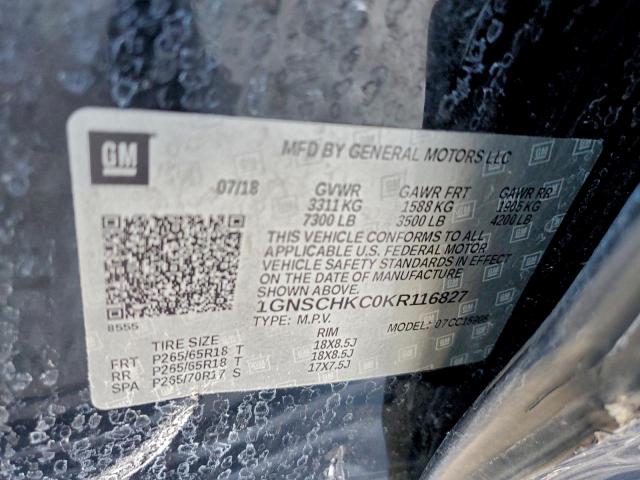 GM
MFD BY GENERAL MOTORS LLC
07/18 GVWR GAWR FRT GAWR RR
3311 KG 1588 KG 1905 KG
7300 LB 3500 LB 4200 LB
THIS VEHICLE CONFORMS TO ALL
APPLICABLE U.S. FEDERAL MOTOR
VEHICLE SAFETY STANDARDS IN EFFECT
ON THE DATE OF MANUFACTURE
SHOWN ABOVE.
1GNSCHKC0KR116827
8555
TYPE: M.P.V. MODEL:
TIRE SIZE RIM
FRT P265/65R18 T 18X8.5J
RR P265/65R18 T 18X8.5J
SPA P265/70R17 S 17X7.5J